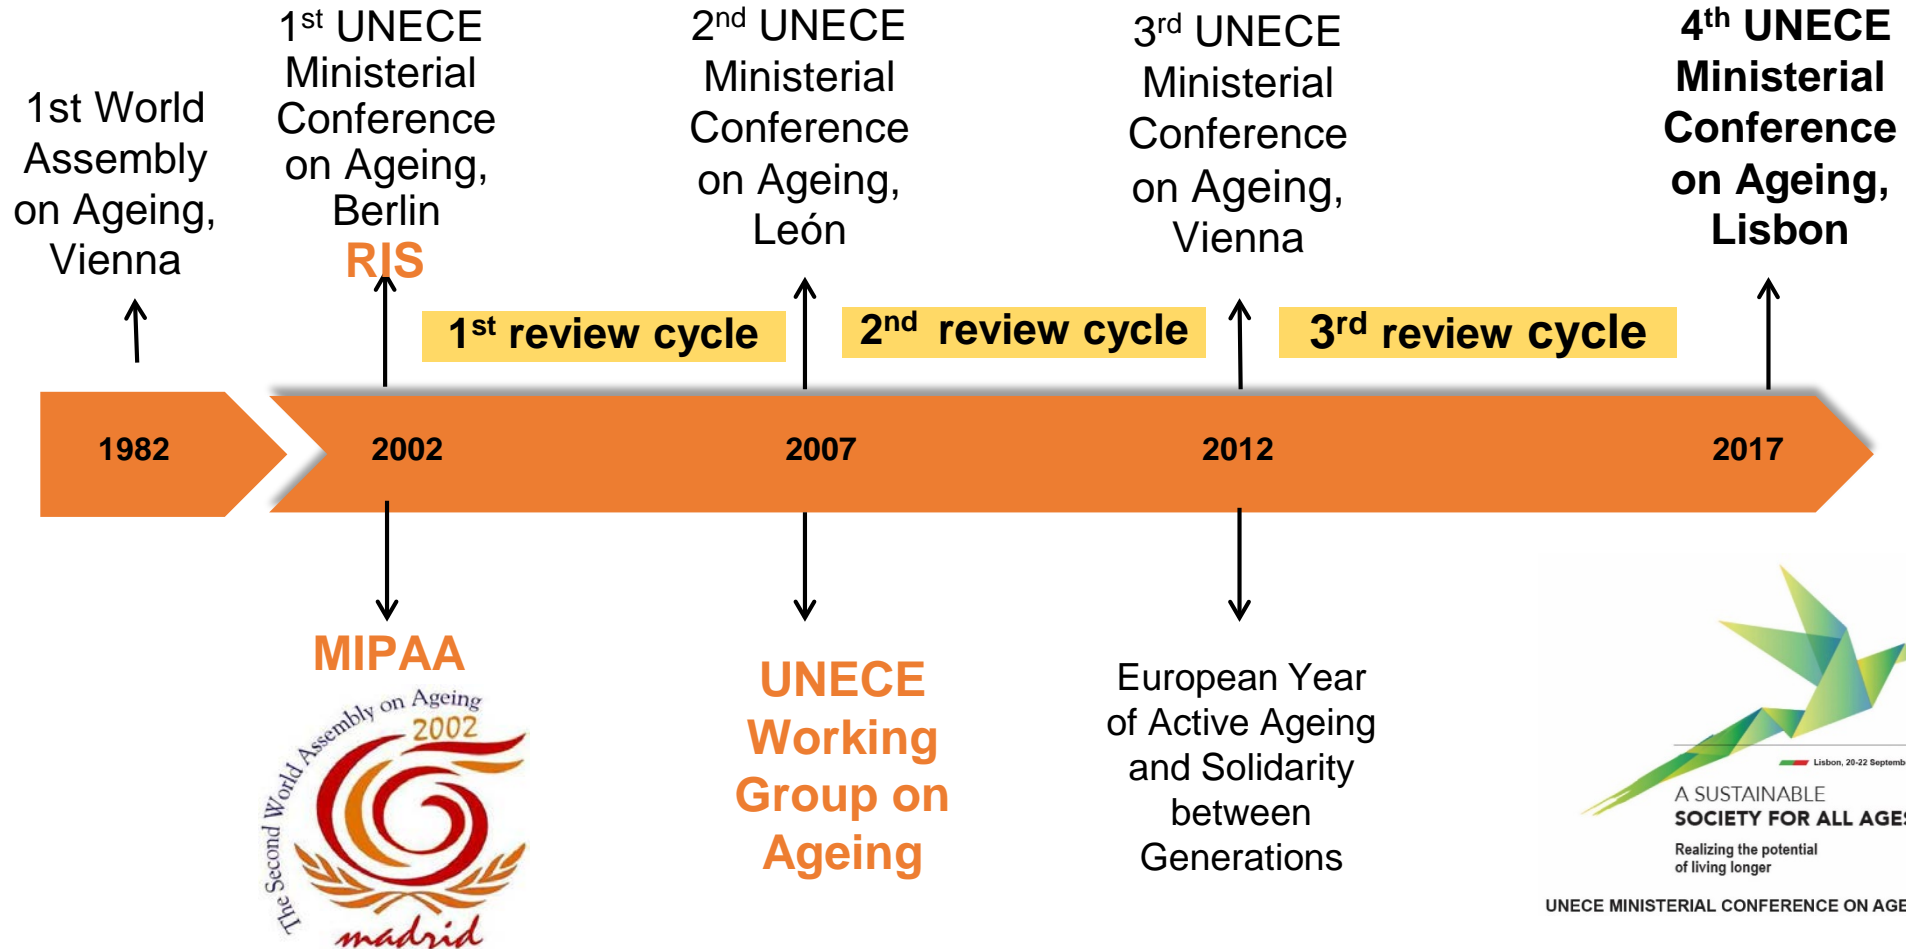 1st World
Assembly
on Ageing,
Vienna
1st UNECE
Ministerial
Conference
on Ageing,
Berlin
RIS
2nd UNECE
Ministerial
Conference
on Ageing,
León
3rd UNECE
Ministerial
Conference
on Ageing,
Vienna
4th UNECE
Ministerial
Conference
on Ageing,
Lisbon
1st review cycle
2nd review cycle
3rd review cycle
1982
2002
2007
2012
2017
MIPAA
The Second World Assembly on Ageing
2002
madrid
UNECE
Working
Group on
Ageing
European Year
of Active Ageing
and Solidarity
between
Generations
Lisbon, 20-22 Septemb
A SUSTAINABLE
SOCIETY FOR ALL AGES
Realizing the potential
of living longer
UNECE MINISTERIAL CONFERENCE ON AGE